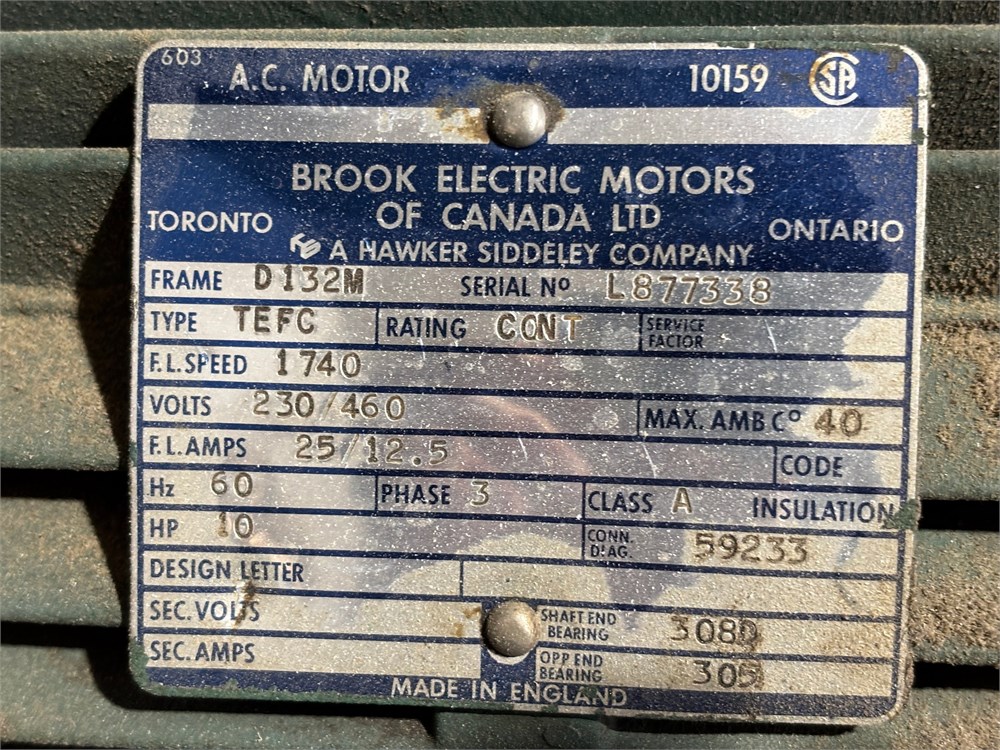 603
A.C. MOTOR 10159 CSA
BROOK ELECTRIC MOTORS
TORONTO OF CANADA LTD ONTARIO
A HAWKER SIDDELEY COMPANY
FRAME D132M SERIAL Nº L877338
TYPE TEFC RATING CONT SERVICE FACTOR
F.L.SPEED 1740
VOLTS 230/460 MAX. AMB Cº 40
F.L.AMPS 25/12.5 CODE
Hz 60 PHASE 3 CLASS A INSULATION
HP 10 CONN. DIAG. 59233
DESIGN LETTER
SEC. VOLTS SHAFT END BEARING
SEC. AMPS OPP END BEARING
MADE IN ENGLAND